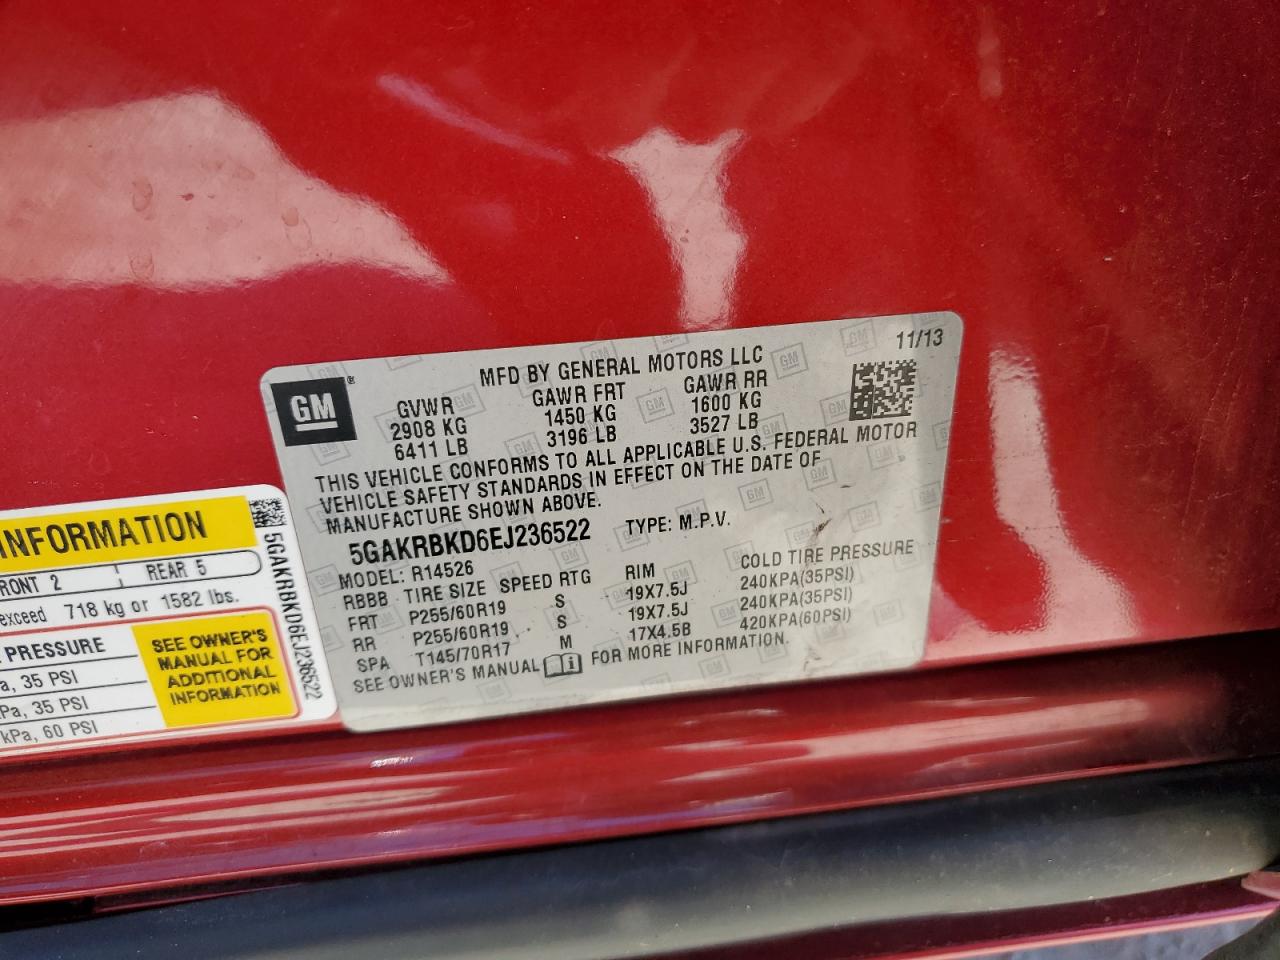 GM
MFD BY GENERAL MOTORS LLC
11/13
GVWR GAWR FRT GAWR RR
2908 KG 1450 KG 1600 KG
6411 LB 3196 LB 3527 LB
THIS VEHICLE CONFORMS TO ALL APPLICABLE U.S. FEDERAL MOTOR
VEHICLE SAFETY STANDARDS IN EFFECT ON THE DATE OF
MANUFACTURE SHOWN ABOVE.
5GAKRBKD6EJ236522 TYPE: M.P.V.
MODEL: R14526
RBBB TIRE SIZE SPEED RTG RIM COLD TIRE PRESSURE
FRT P255/60R19 S 19X7.5J 240KPA(35PSI)
RR P255/60R19 S 19X7.5J 240KPA(35PSI)
SPA T145/70R17 M 17X4.5B 420KPA(60PSI)
SEE OWNER'S MANUAL FOR MORE INFORMATION.
INFORMATION
RONT 2 REAR 5
exceed 718 kg or 1582 lbs.
PRESSURE
a, 35 PSI
Pa, 35 PSI
kPa, 60 PSI
SEE OWNER'S
MANUAL FOR
ADDITIONAL
INFORMATION
5GAKRBKD6EJ236522